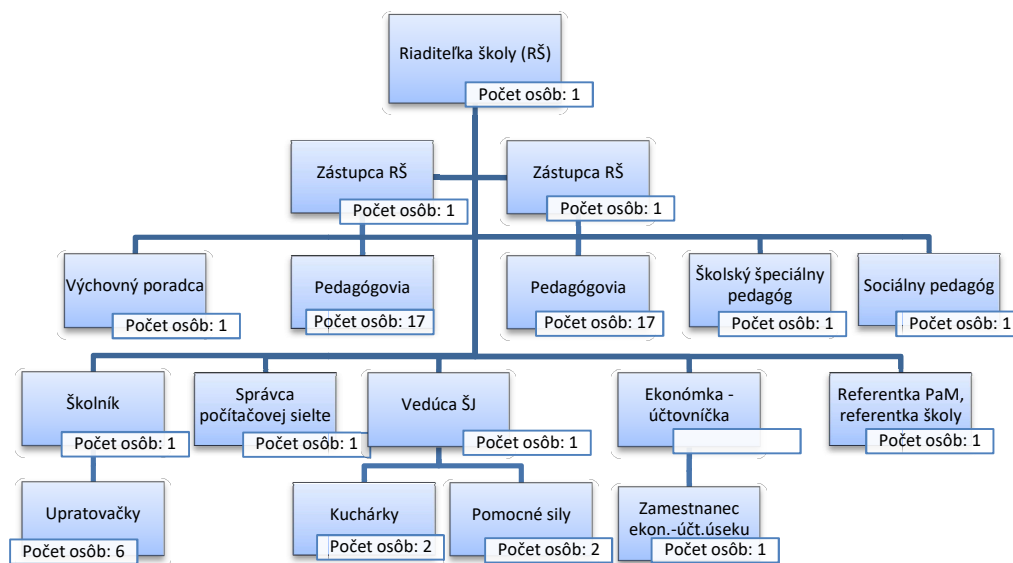 Riaditeľka školy (RŠ)
Počet osôb: 1
Zástupca RŠ
Počet osôb: 1
Zástupca RŠ
Počet osôb: 1
Výchovný poradca
Počet osôb: 1
Pedagógovia
Počet osôb: 17
Pedagógovia
Počet osôb: 17
Školský špeciálny
pedagóg
Počet osôb: 1
Sociálny pedagóg
Počet osôb: 1
Školník
Počet osôb: 1
Správca
počítačovej sielte
Počet osôb: 1
Vedúca ŠJ
Počet osôb: 1
Ekonómka -
účtovníčka
Referentka PaM,
referentka školy
Počet osôb: 1
Upratovačky
Počet osôb: 6
Kuchárky
Počet osôb: 2
Pomocné sily
Počet osôb: 2
Zamestnanec
ekon.-účt.úseku
Počet osôb: 1